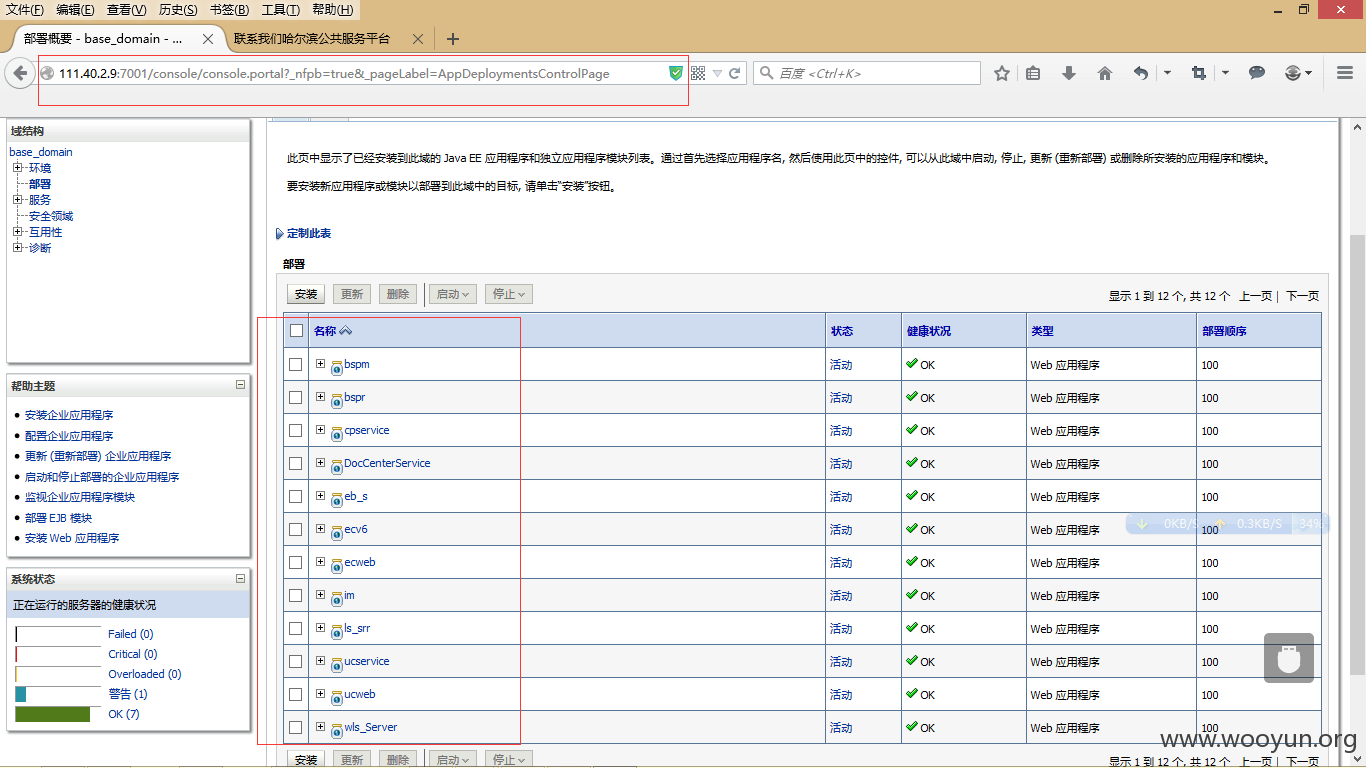 文件(F) 编辑(E) 查看(V) 历史(S) 书签(B) 工具(T) 帮助(H)
部署概要 - base_domain - ... 联系我们哈尔滨公共服务平台
111.40.2.9:7001/console/console.portal?_nfpb=true&_pageLabel=AppDeploymentsControlPage 百度 <Ctrl+K>
域结构
base_domain
环境
部署
服务
安全领域
互用性
诊断
帮助主题
安装企业应用程序
配置企业应用程序
更新 (重新部署) 企业应用程序
启动和停止部署的企业应用程序
监视企业应用程序模块
部署 EJB 模块
安装 Web 应用程序
系统状态
正在运行的服务器的健康状况
Failed (0)
Critical (0)
Overloaded (0)
警告 (1)
OK (7)
此页中显示了已经安装到此域的 Java EE 应用程序和独立应用程序模块列表。通过首先选择应用程序名, 然后使用此页中的控件, 可以从此域中启动, 停止, 更新 (重新部署) 或删除所安装的应用程序和模块。
要安装新应用程序或模块以部署到此域中的目标, 请单击“安装”按钮。
定制此表
部署
安装 更新 删除 启动 停止 显示 1 到 12 个, 共 12 个 上一页 | 下一页
名称 状态 健康状况 类型 部署顺序
bspm 活动 OK Web 应用程序 100
bspr 活动 OK Web 应用程序 100
cpservice 活动 OK Web 应用程序 100
DocCenterService 活动 OK Web 应用程序 100
eb_s 活动 OK Web 应用程序 100
ecv6 活动 OK Web 应用程序 100
0KB/S 0.3KB/S 34%
ecweb 活动 OK Web 应用程序 100
im 活动 OK Web 应用程序 100
ls_srr 活动 OK Web 应用程序 100
ucservice 活动 OK Web 应用程序 100
ucweb 活动 OK Web 应用程序 100
wls_Server 活动 OK Web 应用程序 100
安装 更新 删除 启动 停止 显示 1 到 12 个, 共 12 个 上一页 | 下一页
www.wooyun.org